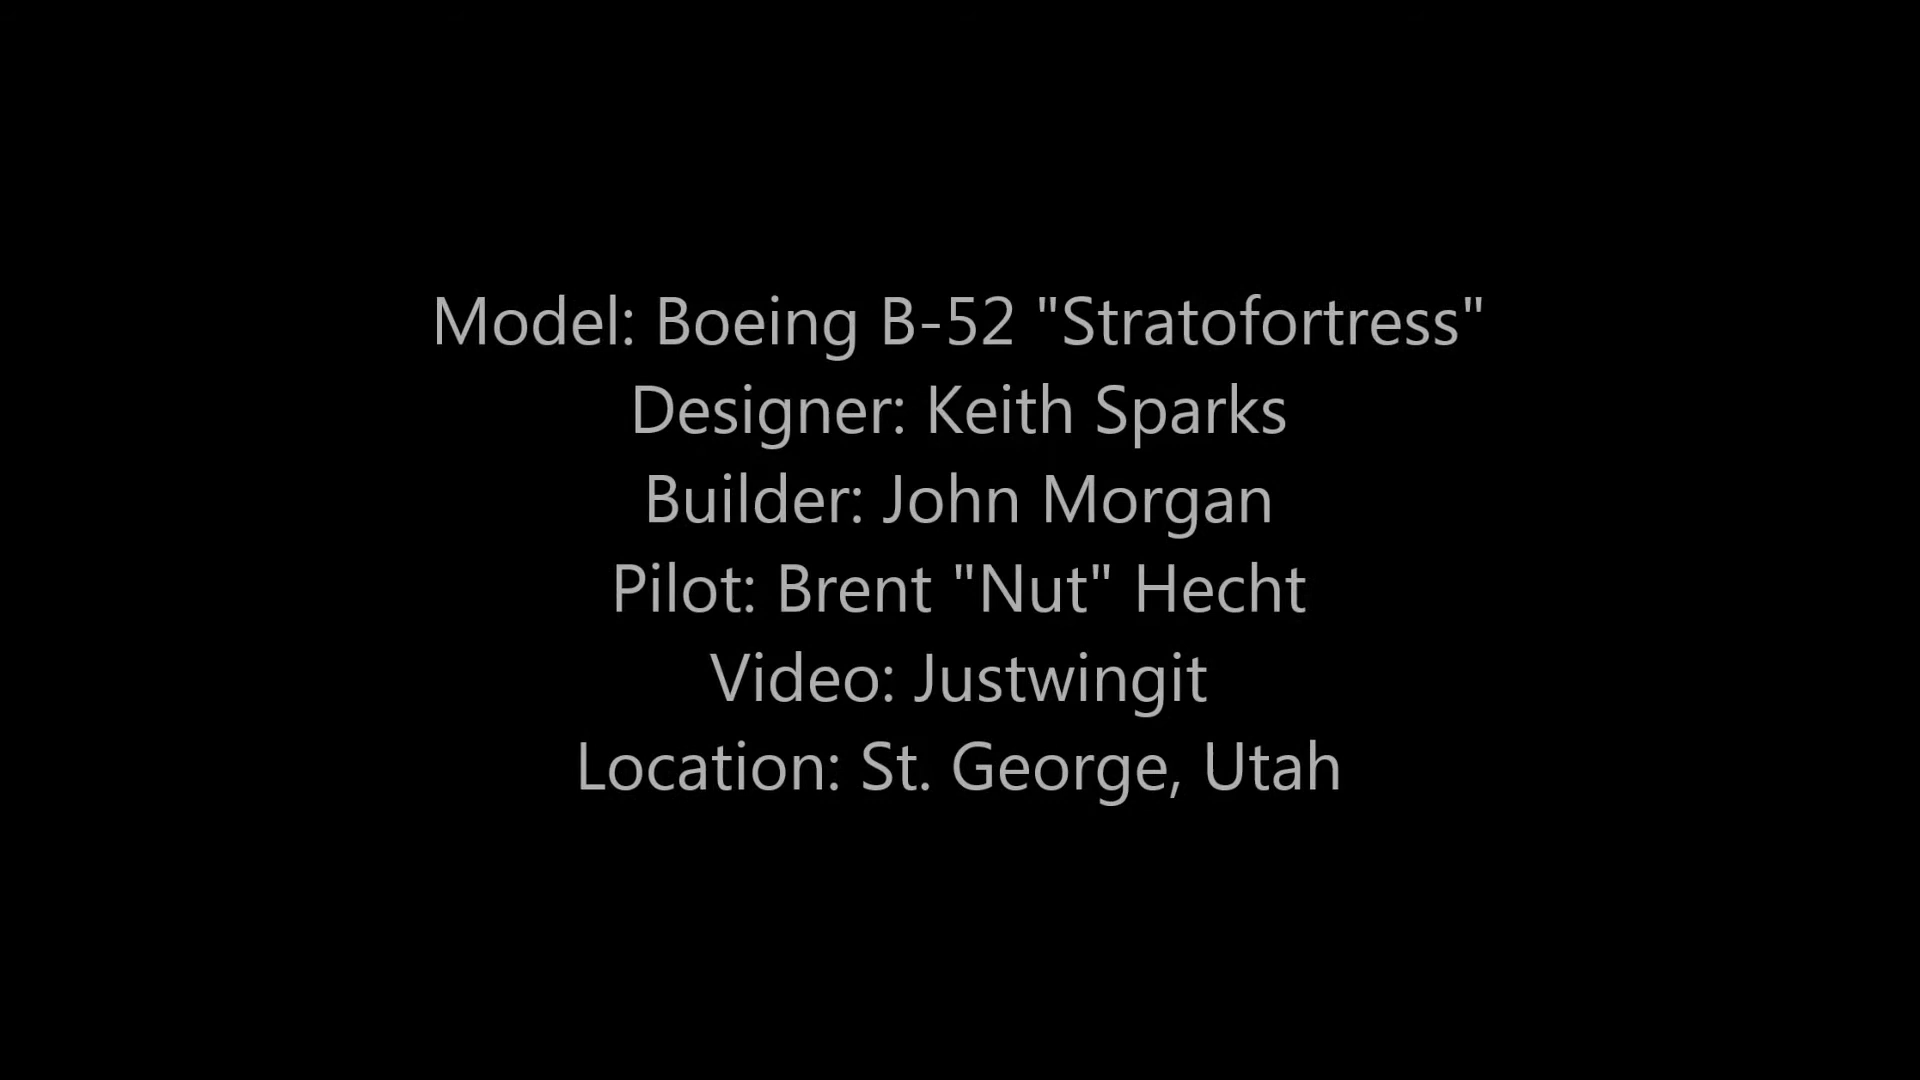 Model: Boeing B-52 "Stratofortress"
Designer: Keith Sparks
Builder: John Morgan
Pilot: Brent "Nut" Hecht
Video: Justwingit
Location: St. George, Utah